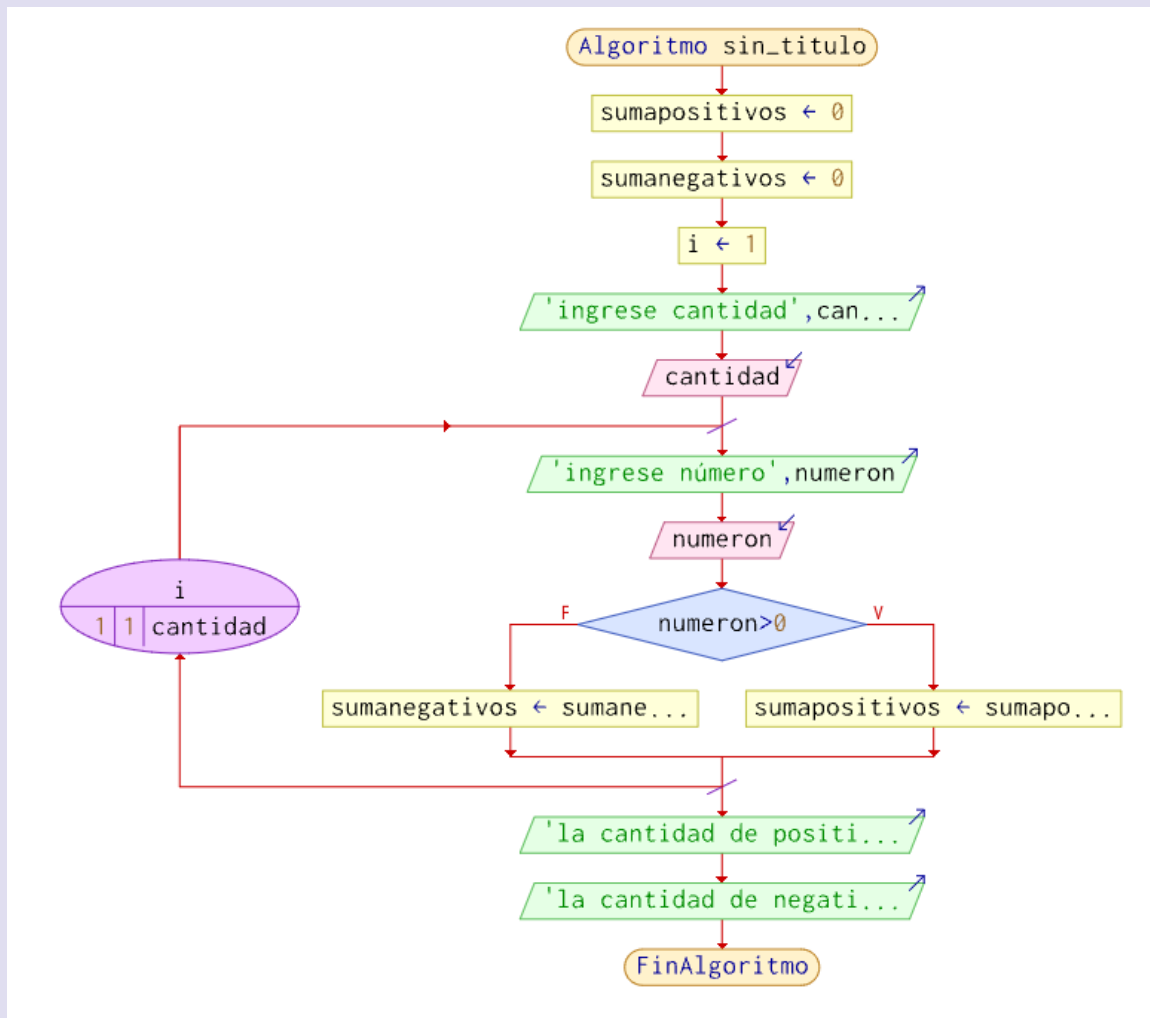 Algoritmo sin_titulo
sumapositivos ← 0
sumanegativos ← 0
i ← 1
'ingrese cantidad',can...
cantidad
'ingrese número',numeron
numeron
i
1 1 cantidad
F
numeron>0
V
sumanegativos ← sumane...
sumapositivos ← sumapo...
'la cantidad de positi...
'la cantidad de negati...
FinAlgoritmo